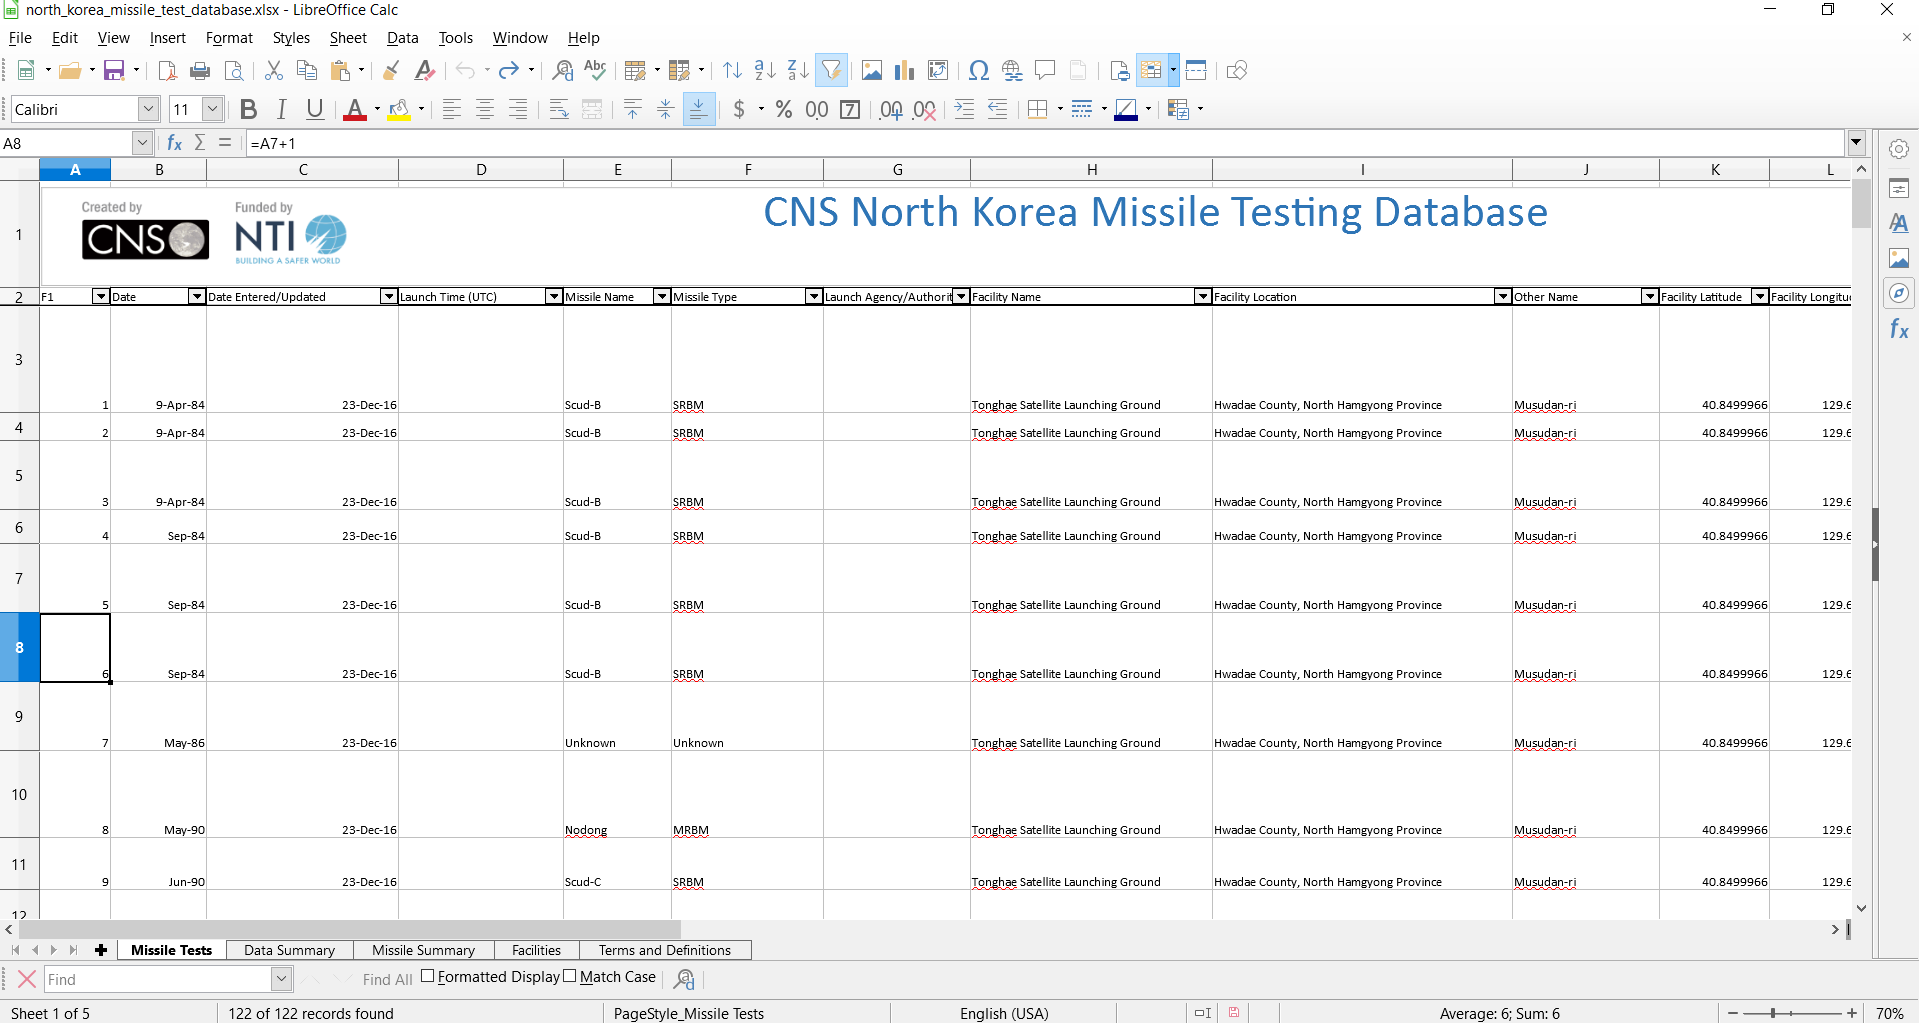 north_korea_missile_test_database.xlsx - LibreOffice Calc
File Edit View Insert Format Styles Sheet Data Tools Window Help
Calibri 11
A8 =A7+1
A B C D E F G H I J K L
1 Created by CNS Funded by NTI BUILDING A SAFER WORLD CNS North Korea Missile Testing Database
2 F1 Date Date Entered/Updated Launch Time (UTC) Missile Name Missile Type Launch Agency/Authorit Facility Name Facility Location Other Name Facility Latitude Facility Longitu
3 1 9-Apr-84 23-Dec-16 Scud-B SRBM Tonghae Satellite Launching Ground Hwadae County, North Hamgyong Province Musudan-ri 40.8499966 129.6
4 2 9-Apr-84 23-Dec-16 Scud-B SRBM Tonghae Satellite Launching Ground Hwadae County, North Hamgyong Province Musudan-ri 40.8499966 129.6
5 3 9-Apr-84 23-Dec-16 Scud-B SRBM Tonghae Satellite Launching Ground Hwadae County, North Hamgyong Province Musudan-ri 40.8499966 129.6
6 4 Sep-84 23-Dec-16 Scud-B SRBM Tonghae Satellite Launching Ground Hwadae County, North Hamgyong Province Musudan-ri 40.8499966 129.6
7 5 Sep-84 23-Dec-16 Scud-B SRBM Tonghae Satellite Launching Ground Hwadae County, North Hamgyong Province Musudan-ri 40.8499966 129.6
8 6 Sep-84 23-Dec-16 Scud-B SRBM Tonghae Satellite Launching Ground Hwadae County, North Hamgyong Province Musudan-ri 40.8499966 129.6
9 7 May-86 23-Dec-16 Unknown Unknown Tonghae Satellite Launching Ground Hwadae County, North Hamgyong Province Musudan-ri 40.8499966 129.6
10 8 May-90 23-Dec-16 Nodong MRBM Tonghae Satellite Launching Ground Hwadae County, North Hamgyong Province Musudan-ri 40.8499966 129.6
11 9 Jun-90 23-Dec-16 Scud-C SRBM Tonghae Satellite Launching Ground Hwadae County, North Hamgyong Province Musudan-ri 40.8499966 129.6
12
Missile Tests Data Summary Missile Summary Facilities Terms and Definitions
Find Find All Formatted Display Match Case
Sheet 1 of 5 122 of 122 records found PageStyle_Missile Tests English (USA) Average: 6; Sum: 6 70%